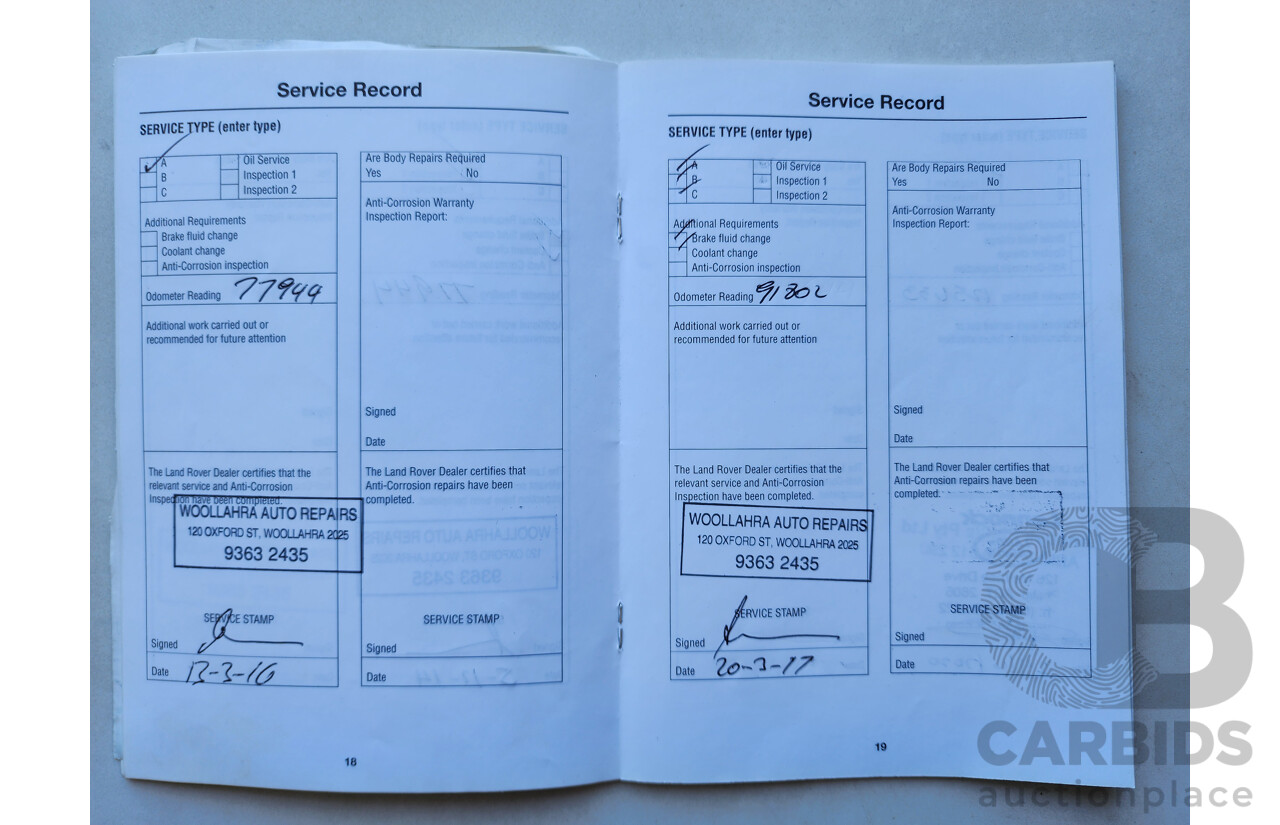 Service Record
SERVICE TYPE (enter type)
A
B
C
Oil Service
Inspection 1
Inspection 2
Additional Requirements
Brake fluid change
Coolant change
Anti-Corrosion inspection
Odometer Reading 77944
Additional work carried out or
recommended for future attention
The Land Rover Dealer certifies that the
relevant service and Anti-Corrosion
Inspection have been completed.
WOOLLAHRA AUTO REPAIRS
120 OXFORD ST, WOOLLAHRA 2025
9363 2435
SERVICE STAMP
Signed
Date 13-3-16
Are Body Repairs Required
Yes No
Anti-Corrosion Warranty
Inspection Report:
Signed
Date
The Land Rover Dealer certifies that
Anti-Corrosion repairs have been
completed.
SERVICE STAMP
Signed
Date
18
Service Record
SERVICE TYPE (enter type)
A
B
C
Oil Service
Inspection 1
Inspection 2
Additional Requirements
Brake fluid change
Coolant change
Anti-Corrosion inspection
Odometer Reading 91802
Additional work carried out or
recommended for future attention
The Land Rover Dealer certifies that the
relevant service and Anti-Corrosion
Inspection have been completed.
WOOLLAHRA AUTO REPAIRS
120 OXFORD ST, WOOLLAHRA 2025
9363 2435
SERVICE STAMP
Signed
Date 20-3-17
Are Body Repairs Required
Yes No
Anti-Corrosion Warranty
Inspection Report:
Signed
Date
The Land Rover Dealer certifies that
Anti-Corrosion repairs have been
completed.
SERVICE STAMP
Signed
Date
19
CARBIDS
auctionplace